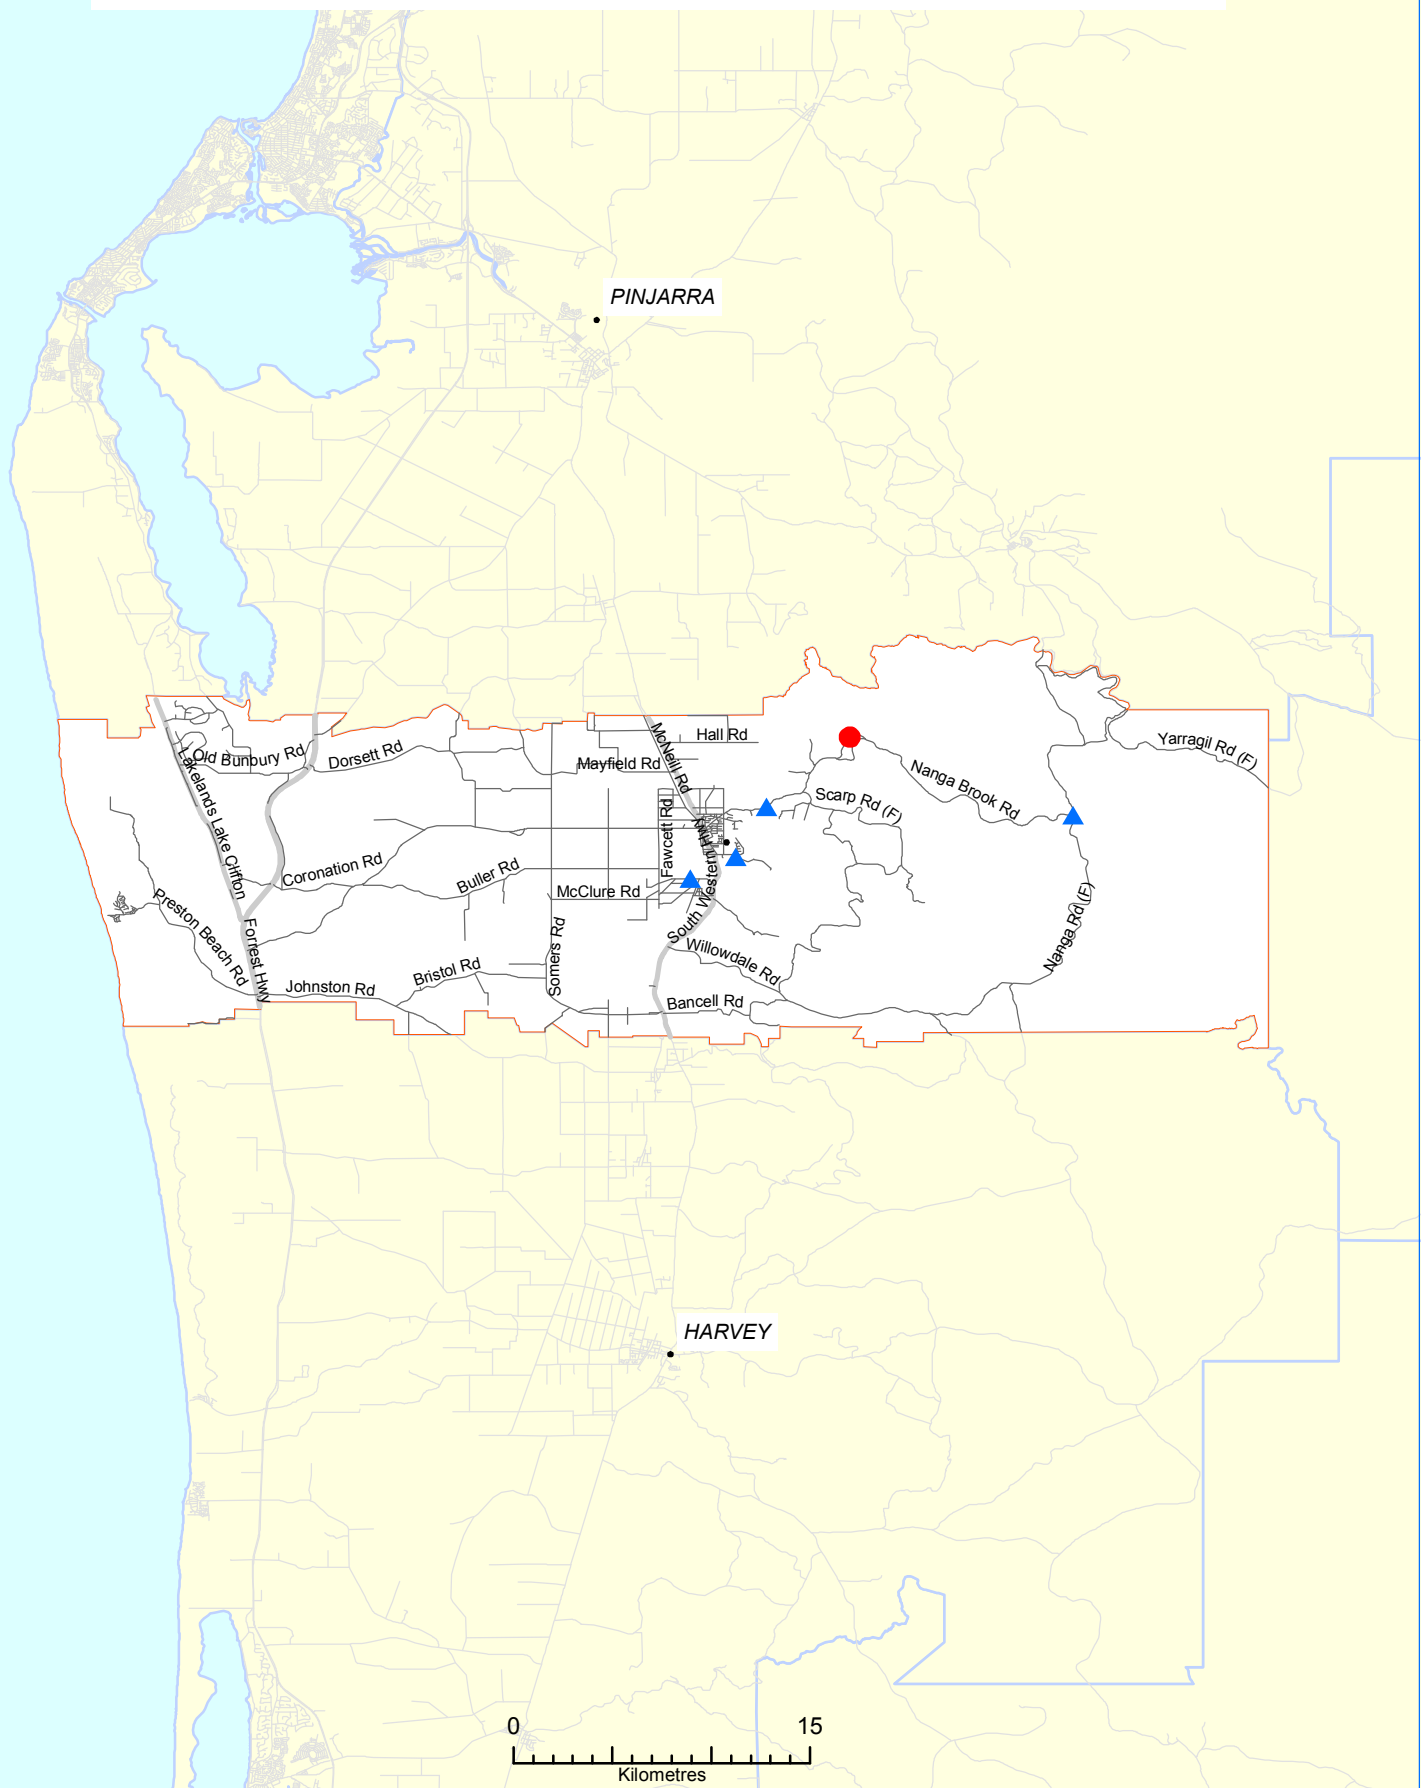 PINJARRA
Hall Rd
McNeill Rd
Old Bunbury Rd
Dorsett Rd
Mayfield Rd
Yarragil Rd (F)
Nanga Brook Rd
Scarp Rd (F)
Lakelands Lake Clifton
Fawcett Rd
South Western Hwy
Coronation Rd
Buller Rd
McClure Rd
Preston Beach Rd
Forrest Hwy
Somers Rd
Willowdale Rd
Nanga Rd (F)
Johnston Rd
Bristol Rd
Bancell Rd
HARVEY
0 15
Kilometres